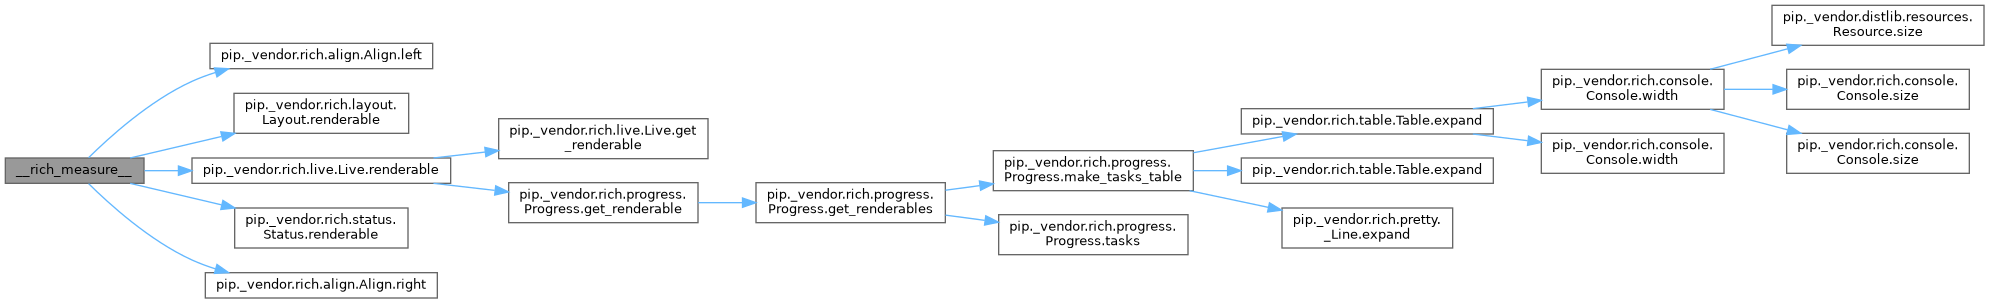 __rich_measure__
pip._vendor.rich.align.Align.left
pip._vendor.rich.layout.
Layout.renderable
pip._vendor.rich.live.Live.renderable
pip._vendor.rich.status.
Status.renderable
pip._vendor.rich.align.Align.right
pip._vendor.rich.live.Live.get
_renderable
pip._vendor.rich.progress.
Progress.get_renderable
pip._vendor.rich.progress.
Progress.get_renderables
pip._vendor.rich.progress.
Progress.make_tasks_table
pip._vendor.rich.progress.
Progress.tasks
pip._vendor.rich.table.Table.expand
pip._vendor.rich.table.Table.expand
pip._vendor.rich.pretty.
_Line.expand
pip._vendor.rich.console.
Console.width
pip._vendor.rich.console.
Console.width
pip._vendor.distlib.resources.
Resource.size
pip._vendor.rich.console.
Console.size
pip._vendor.rich.console.
Console.size